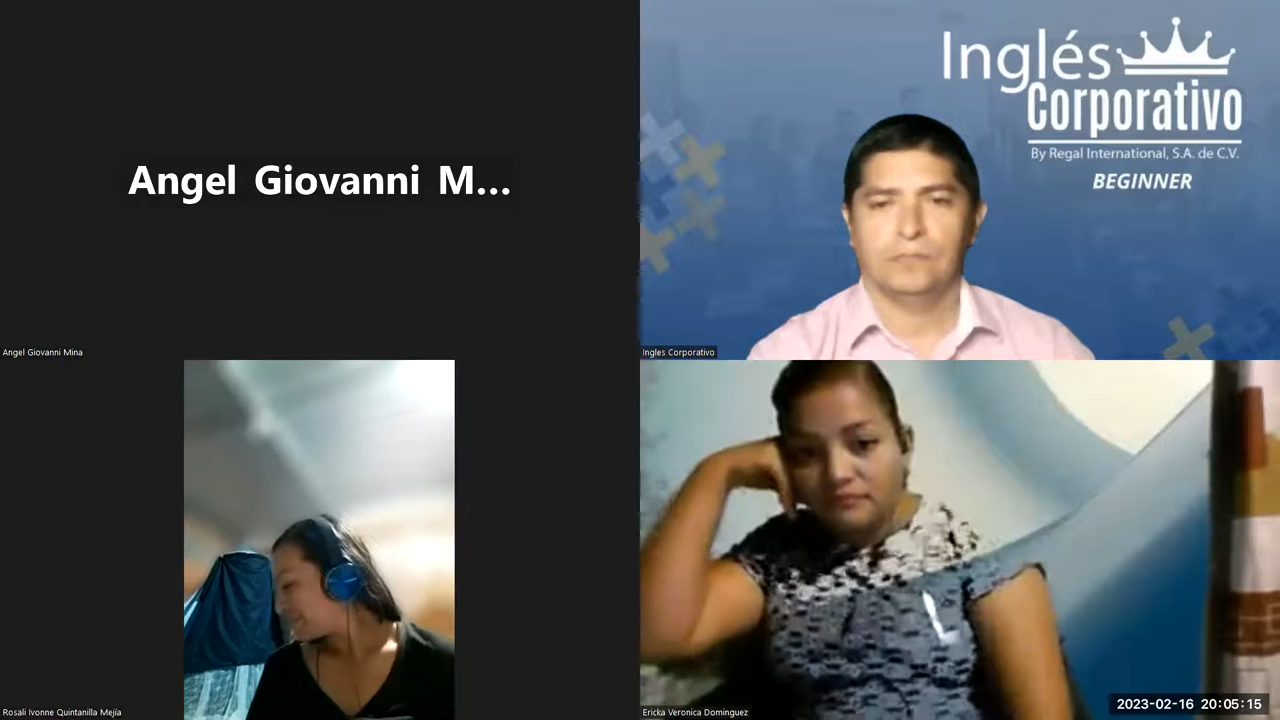 Angel Giovanni M...
Angel Giovanni Mina
Inglés
Corporativo
By Regal International, S.A. de C.V.
BEGINNER
Ingles Corporativo
Rosali Ivonne Quintanilla Mejía
Ericka Veronica Dominguez
2023-02-16 20:05:15